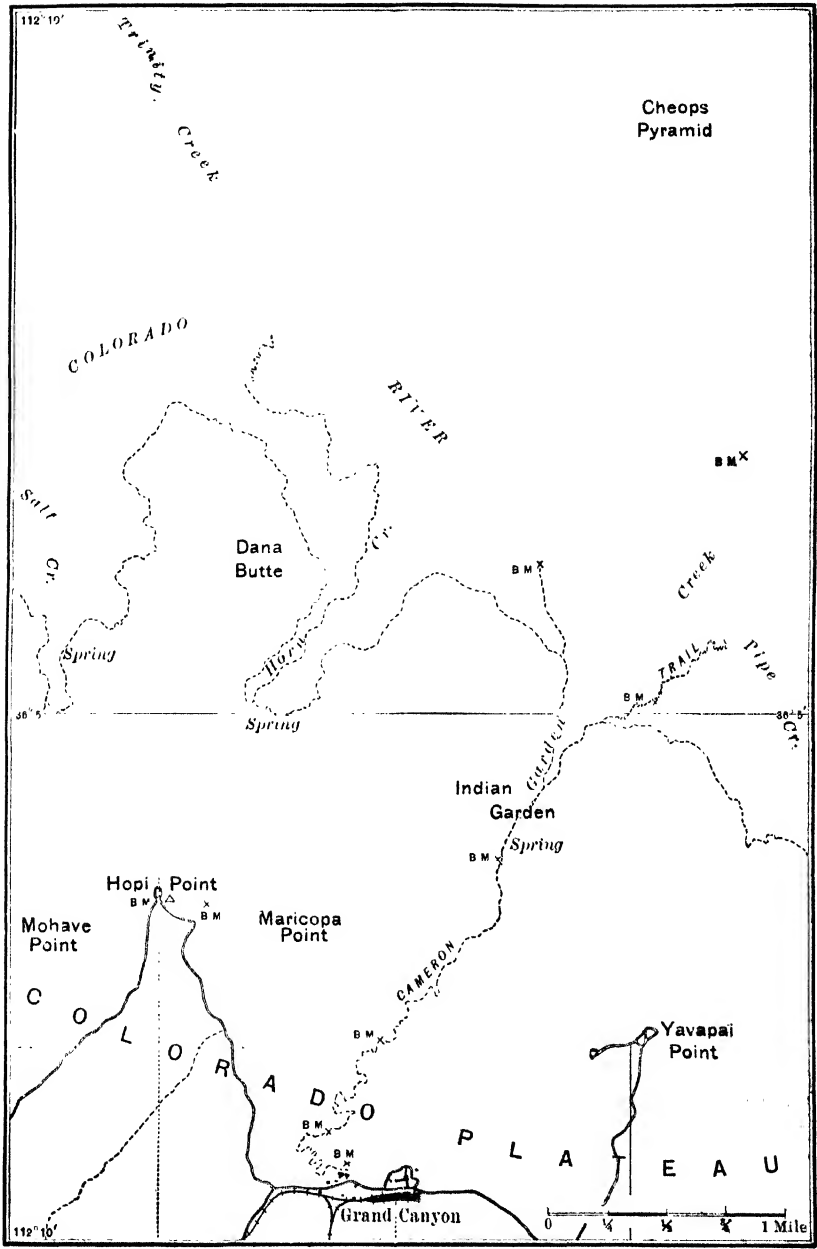 112°10'
Trinity
Creek
Cheops
Pyramid
COLORADO
RIVER
BM
Salt
Cr.
Dana
Butte
Cr.
BM
Creek
Spring
Horn
TRAIL
Pipe
BM
36°5'
36°5'
Spring
Cr.
Garden
Indian
Garden
Spring
BM
Hopi Point
BM
BM
Mohave
Point
Maricopa
Point
CAMERON
COLORADO
BM
Yavapai
Point
BM
BM
PLATEAU
Grand Canyon
0 ¼ ½ ¾ 1 Mile
112°10'